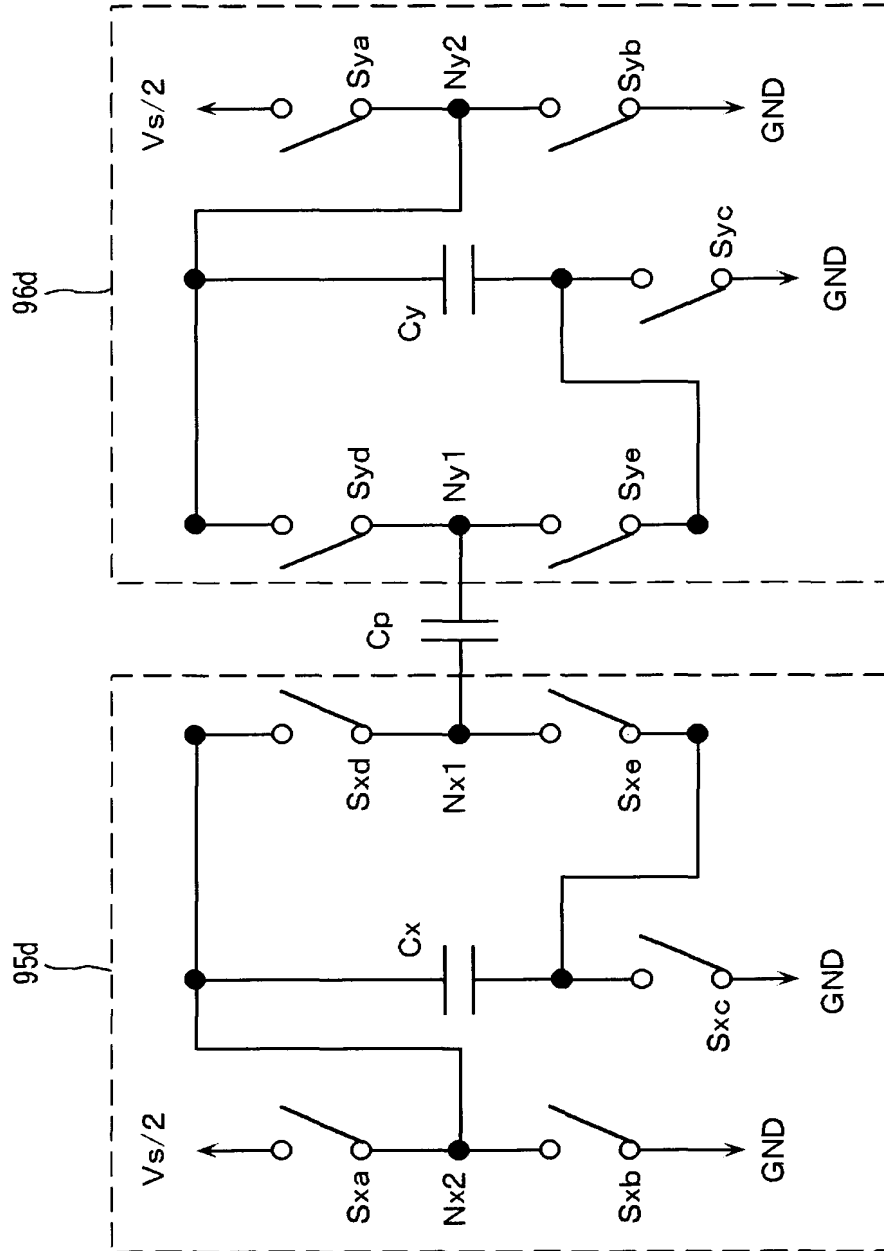 95d
96d
Vs/2
Sxa
Nx2
Sxb
GND
Cx
Sxc
GND
Sxd
Nx1
Sxe
Cp
Syd
Ny1
Sye
Cy
Syc
GND
Vs/2
Sya
Ny2
Syb
GND